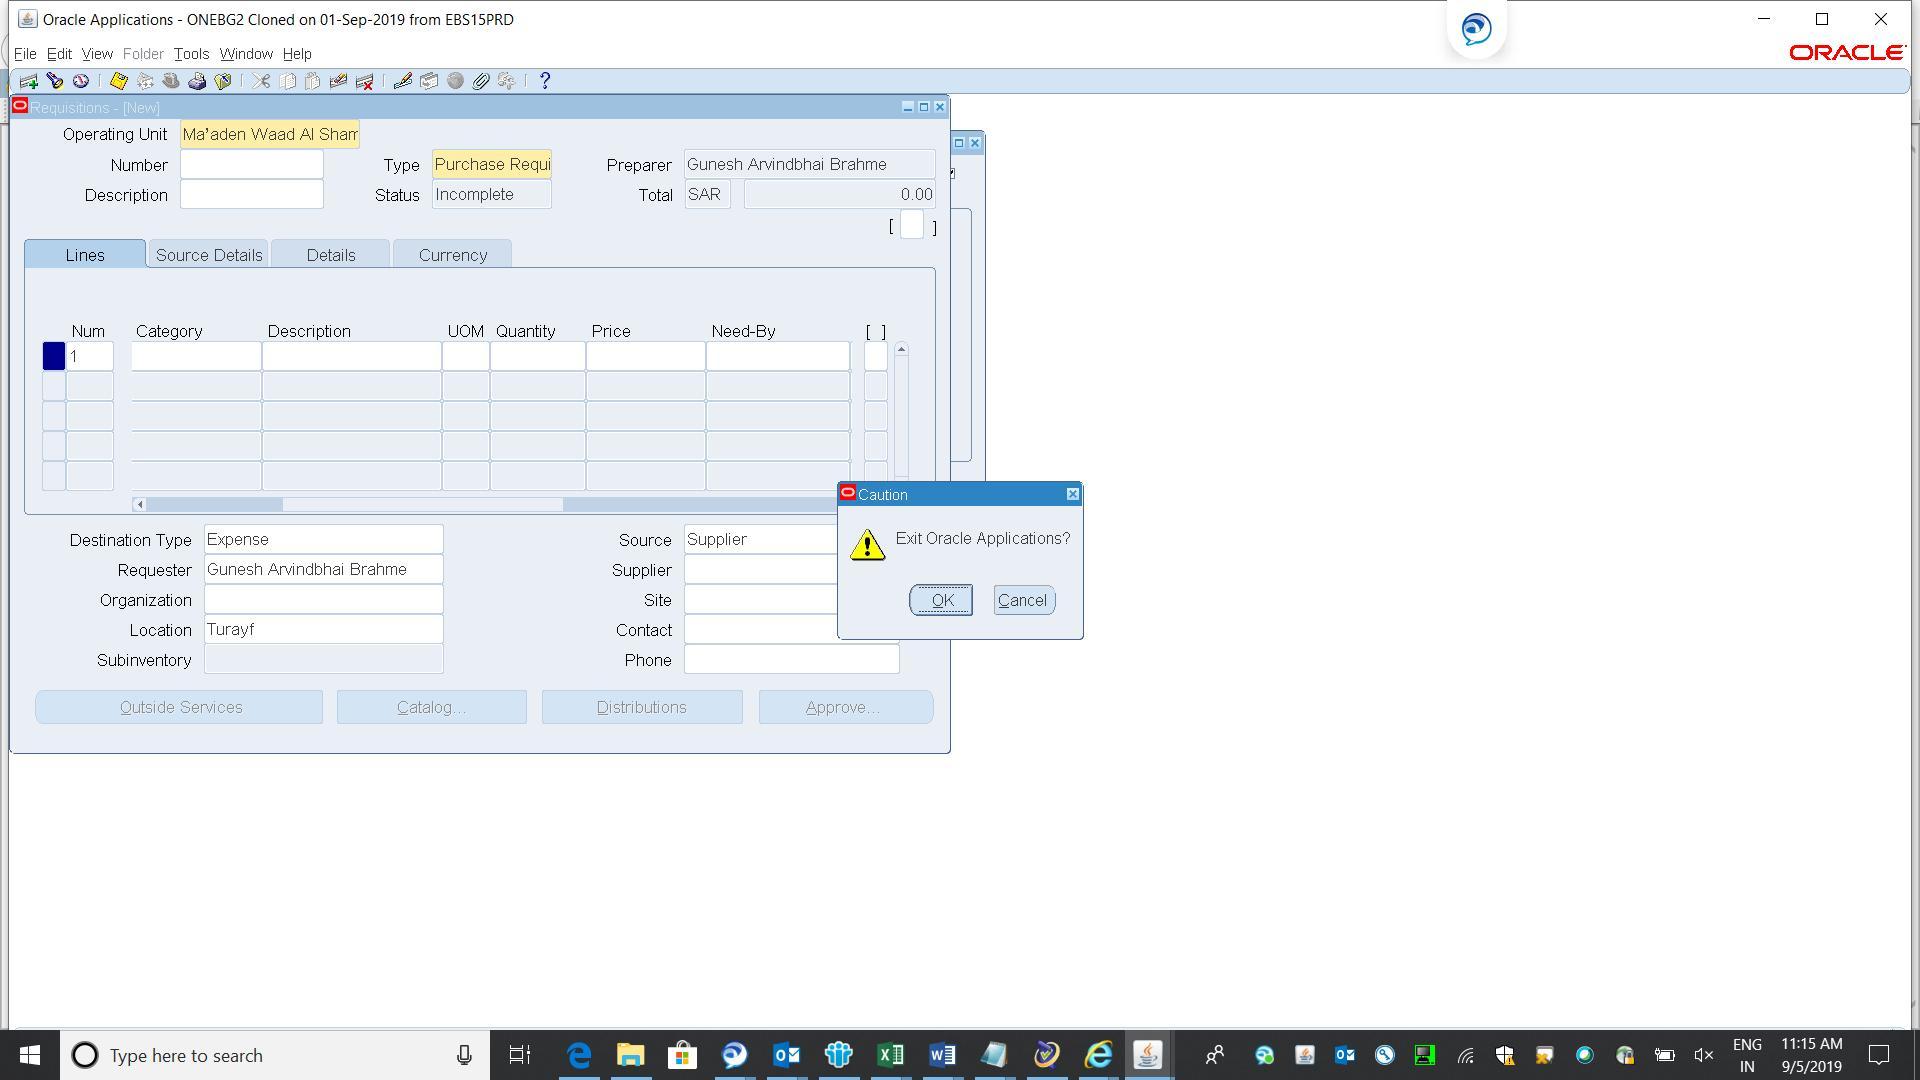 Oracle Applications - ONEBG2 Cloned on 01-Sep-2019 from EBS15PRD
File Edit View Folder Tools Window Help
ORACLE
Requisitions - [New]
Operating Unit Ma'aden Waad Al Sham
Number Type Purchase Requi Preparer Gunesh Arvindbhai Brahme
Description Status Incomplete Total SAR 0.00
[ ]
Lines Source Details Details Currency
Num Category Description UOM Quantity Price Need-By [ ]
1
Caution
Exit Oracle Applications?
OK Cancel
Destination Type Expense Source Supplier
Requester Gunesh Arvindbhai Brahme Supplier
Organization Site
Location Turayf Contact
Subinventory Phone
Outside Services Catalog... Distributions Approve...
Type here to search
ENG
IN
11:15 AM
9/5/2019